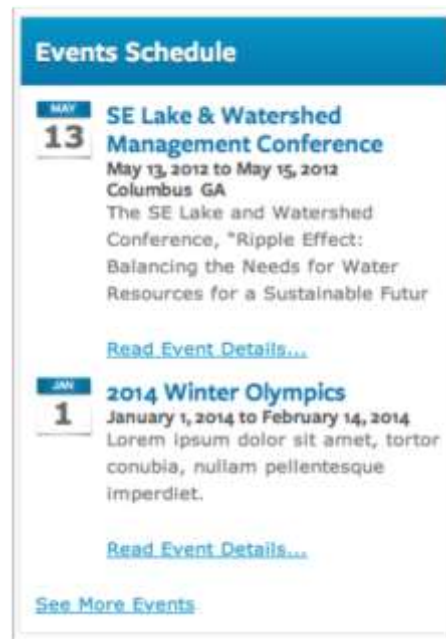 Events Schedule
MAY
13
SE Lake & Watershed
Management Conference
May 13, 2012 to May 15, 2012
Columbus GA
The SE Lake and Watershed
Conference, "Ripple Effect:
Balancing the Needs for Water
Resources for a Sustainable Futur
Read Event Details...
JAN
1
2014 Winter Olympics
January 1, 2014 to February 14, 2014
Lorem ipsum dolor sit amet, tortor
conubia, nullam pellentesque
imperdiet.
Read Event Details...
See More Events